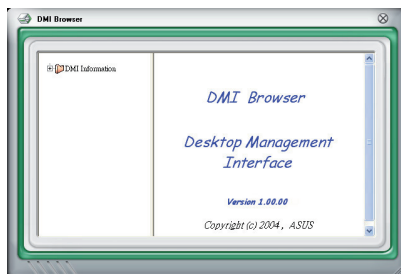 DMI Browser
DMI Information
DMI Browser
Desktop Management
Interface
Version 1.00.00
Copyright (c) 2004 , ASUS